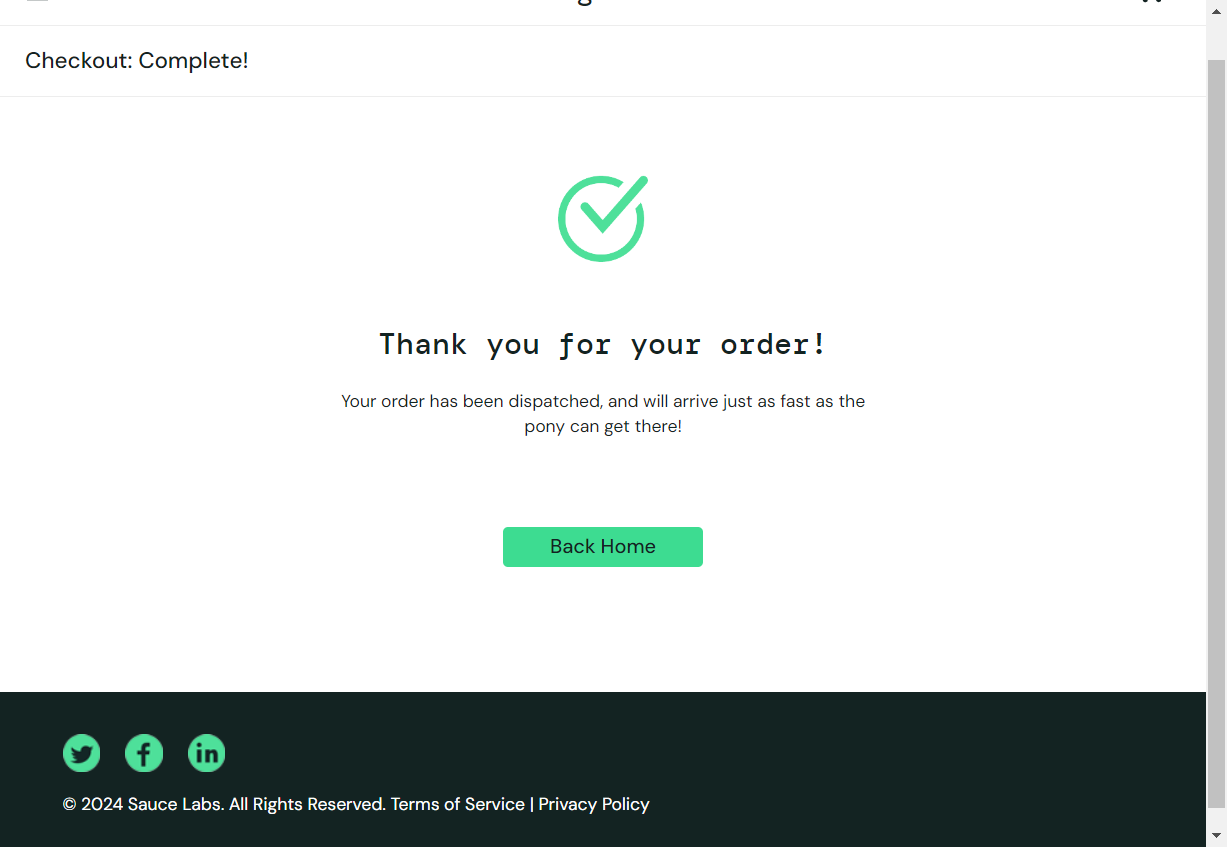 Checkout: Complete!
Thank you for your order!
Your order has been dispatched, and will arrive just as fast as the
pony can get there!
Back Home
© 2024 Sauce Labs. All Rights Reserved. Terms of Service | Privacy Policy